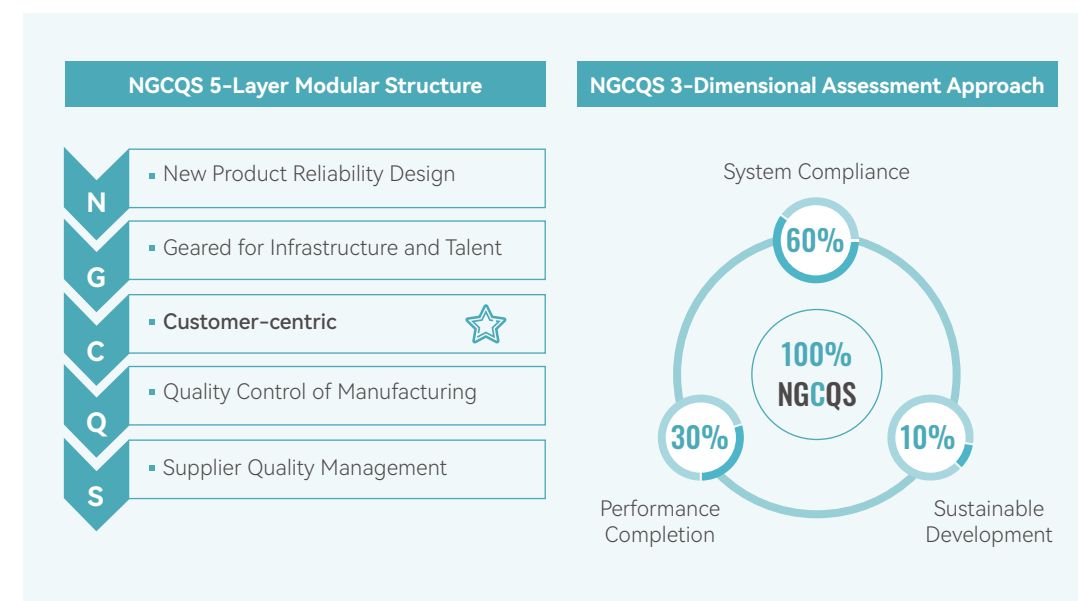 NGCQS 5-Layer Modular Structure
N
▪ New Product Reliability Design
G
▪ Geared for Infrastructure and Talent
C
▪ Customer-centric
Q
▪ Quality Control of Manufacturing
S
▪ Supplier Quality Management
NGCQS 3-Dimensional Assessment Approach
System Compliance
60%
100%
NGCQS
30%
10%
Performance
Completion
Sustainable
Development